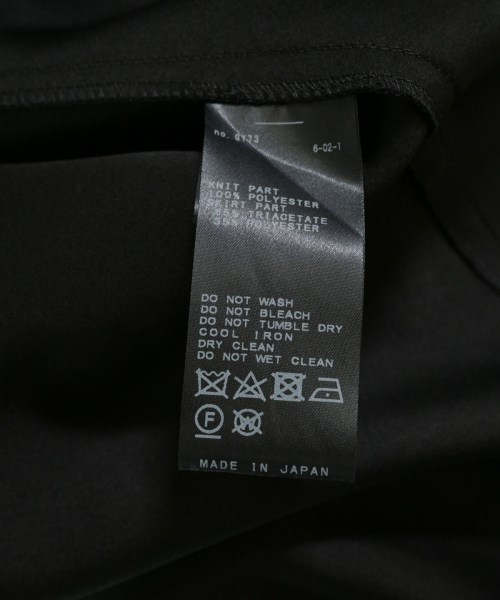 no. 6173 6-02-1
KNIT PART
100% POLYESTER
SKIRT PART
65% TRIACETATE
35% POLYESTER
DO NOT WASH
DO NOT BLEACH
DO NOT TUMBLE DRY
COOL IRON
DRY CLEAN
DO NOT WET CLEAN
F W
MADE IN JAPAN